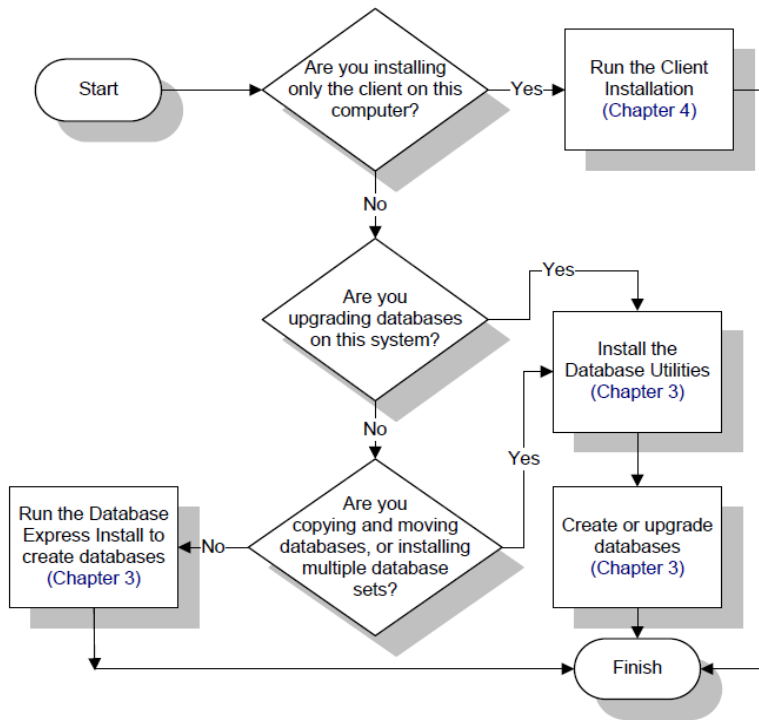 Start
Are you installing
only the client on this
computer?
Yes
Run the Client
Installation
(Chapter 4)
No
Are you
upgrading databases
on this system?
Yes
Install the
Database Utilities
(Chapter 3)
No
Yes
Are you
copying and moving
databases, or installing
multiple database
sets?
No
Run the Database
Express Install to
create databases
(Chapter 3)
Create or upgrade
databases
(Chapter 3)
Finish